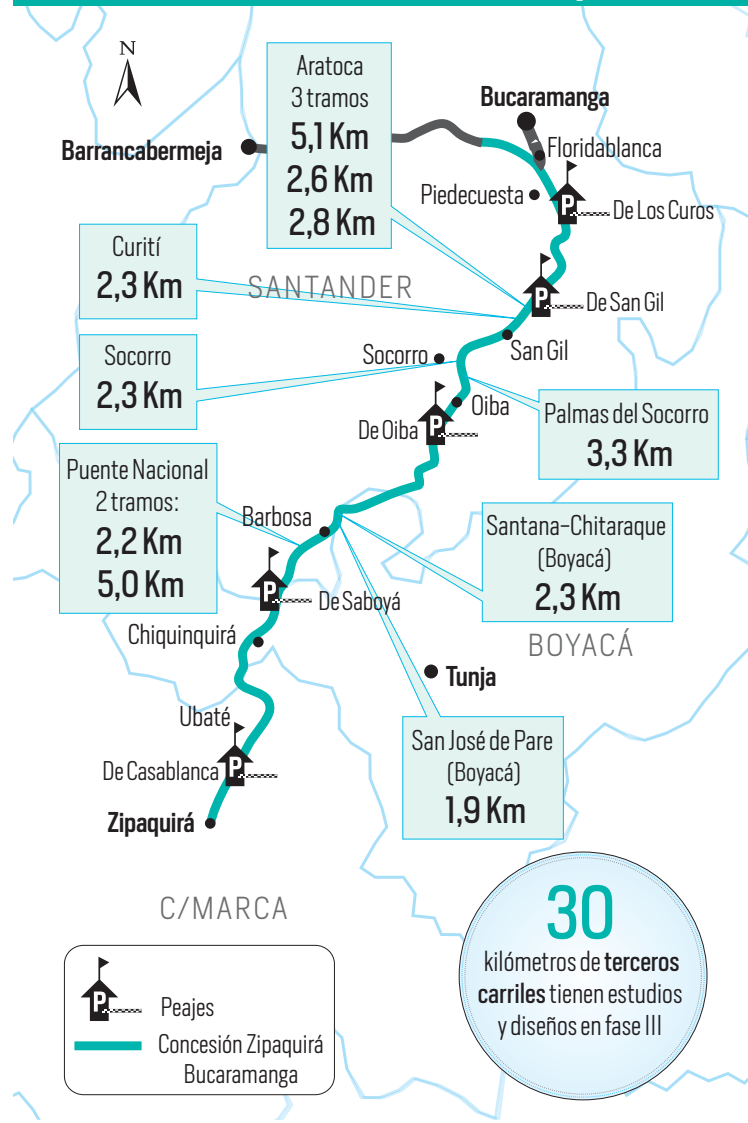 N
Aratoca
3 tramos
5,1 Km
2,6 Km
2,8 Km
Bucaramanga
Barrancabermeja
Floridablanca
Piedecuesta
P
De Los Curos
Curití
2,3 Km
SANTANDER
P
De San Gil
San Gil
Socorro
2,3 Km
Socorro
Oiba
P
De Oiba
Palmas del Socorro
3,3 Km
Puente Nacional
2 tramos:
2,2 Km
5,0 Km
Barbosa
Santana-Chitaraque
(Boyacá)
2,3 Km
P
De Saboyá
BOYACÁ
Chiquinquirá
Tunja
Ubaté
San José de Pare
(Boyacá)
1,9 Km
De Casablanca
P
Zipaquirá
C/MARCA
30
kilómetros de terceros
carriles tienen estudios
y diseños en fase III
P
Peajes
Concesión Zipaquirá
Bucaramanga